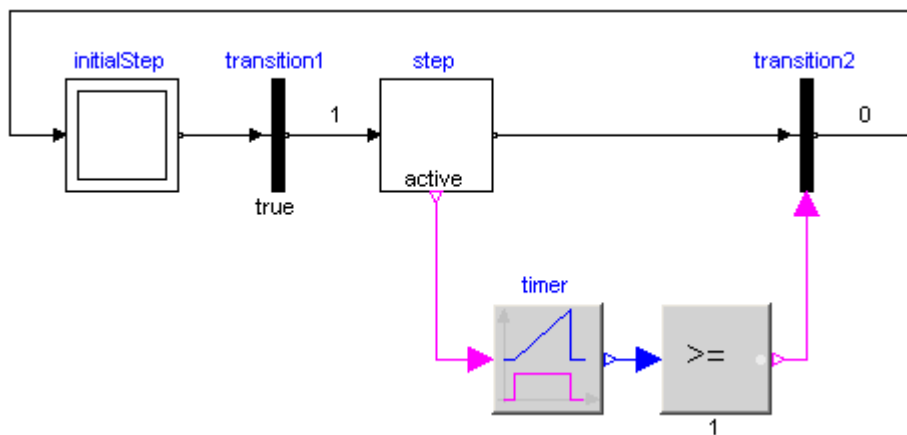 initialStep transition1 step transition2
1 0
active
true
timer
>=
1